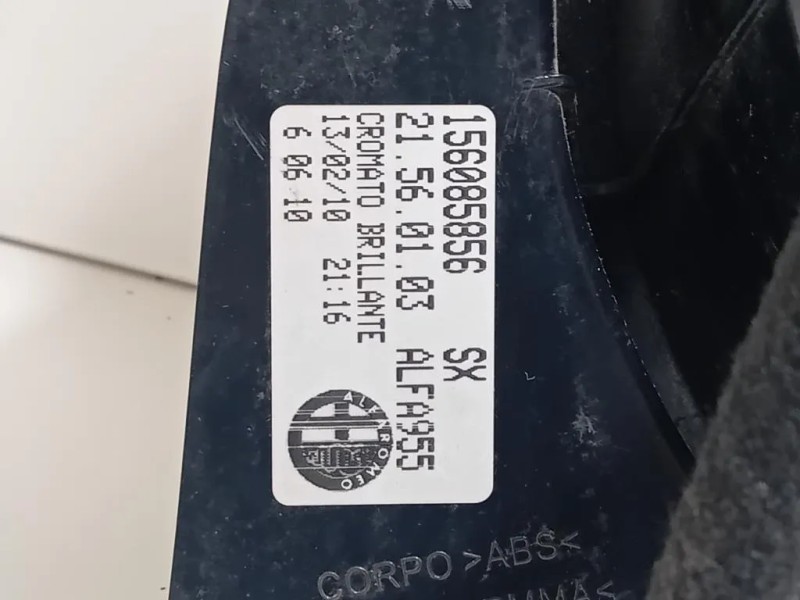 156085856 SX
21.56.01.03 ALFA955
CROMATO BRILLANTE
13/02/10 21:16
6 06 10
ALFA ROMEO
CORPO >ABS<